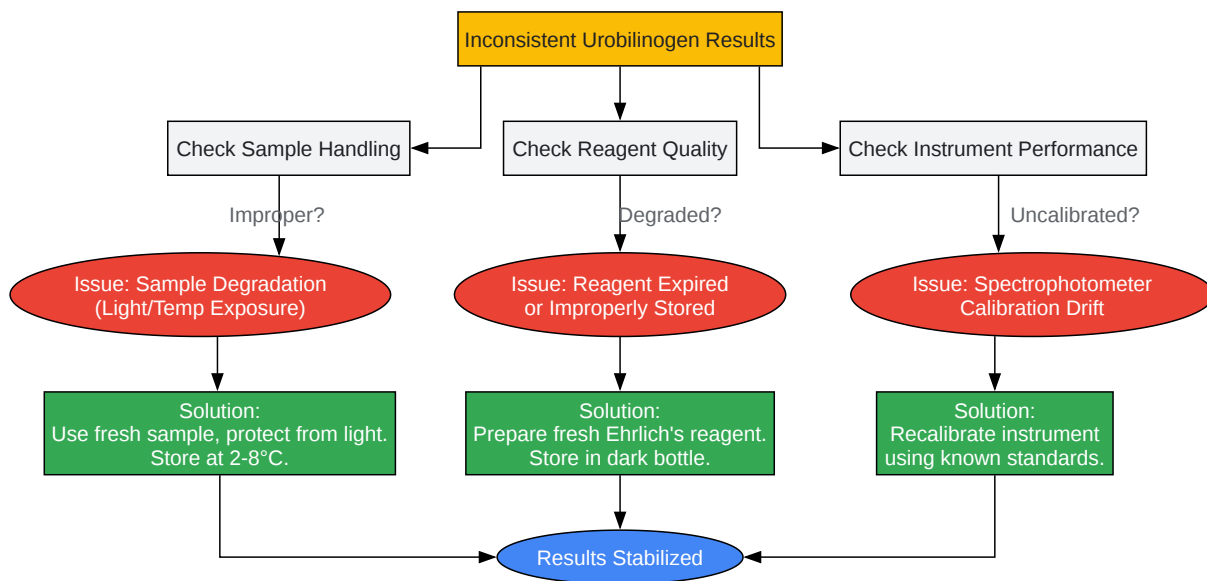 Inconsistent Urobilinogen Results
Check Sample Handling
Check Reagent Quality
Check Instrument Performance
Improper?
Degraded?
Uncalibrated?
Issue: Sample Degradation
(Light/Temp Exposure)
Issue: Reagent Expired
or Improperly Stored
Issue: Spectrophotometer
Calibration Drift
Solution:
Use fresh sample, protect from light.
Store at 2-8°C.
Solution:
Prepare fresh Ehrlich's reagent.
Store in dark bottle.
Solution:
Recalibrate instrument
using known standards.
Results Stabilized